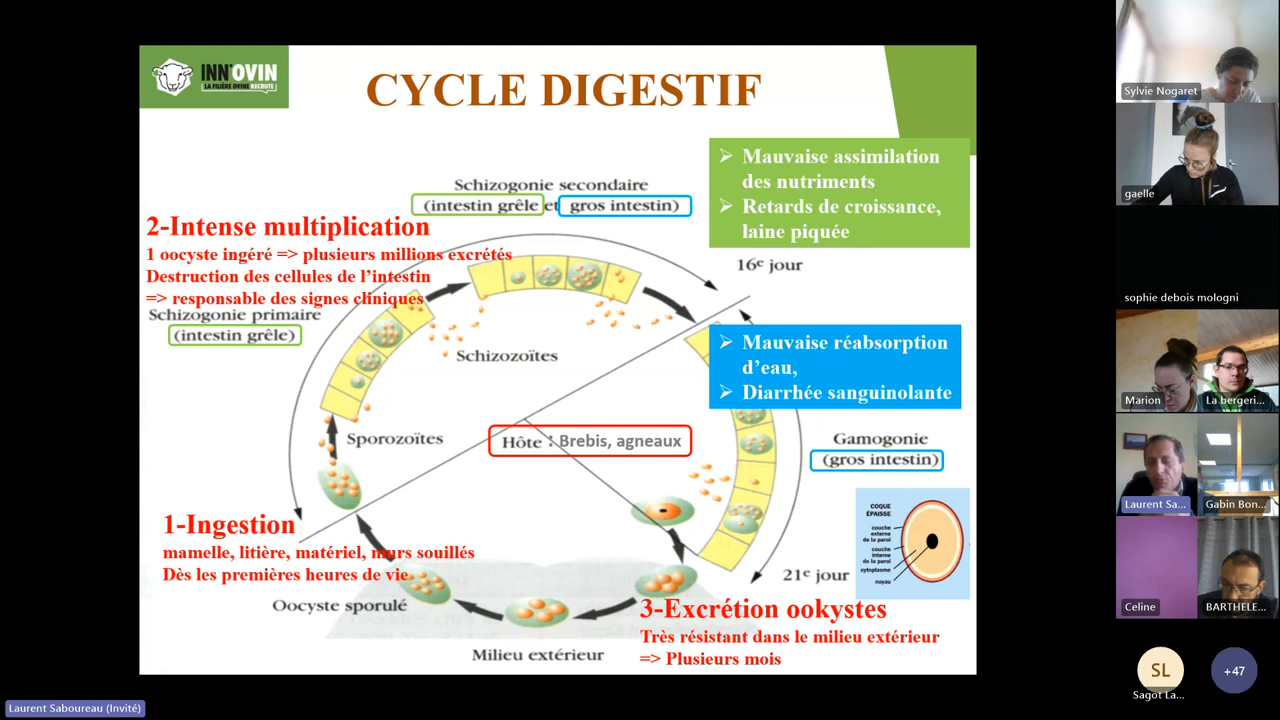 INN'OVIN
LA FILIÈRE OVINE RECRUTE !
CYCLE DIGESTIF
Mauvaise assimilation
des nutriments
Retards de croissance,
laine piquée
Schizogonie secondaire
(intestin grêle et gros intestin)
2-Intense multiplication
1 oocyste ingéré => plusieurs millions excrétés
Destruction des cellules de l'intestin
=> responsable des signes cliniques
Schizogonie primaire
(intestin grêle)
16e jour
Schizozoïtes
Mauvaise réabsorption
d'eau,
Diarrhée sanguinolante
Sporozoïtes
Hôte : Brebis, agneaux
Gamogonie
(gros intestin)
1-Ingestion
mamelle, litière, matériel, murs souillés
Dès les premières heures de vie
Oocyste sporulé
COQUE
ÉPAISSE
couche
externe
de la paroi
couche
interne
de la paroi
cytoplasme
noyau
21e jour
3-Excrétion ookystes
Très résistant dans le milieu extérieur
=> Plusieurs mois
Milieu extérieur
Sylvie Nogaret
gaelle
sophie debois mologni
Marion
La bergeri...
Laurent Sa...
Gabin Bon...
Celine
BARTHELE...
SL
Sagot La...
+47
Laurent Saboureau (Invité)